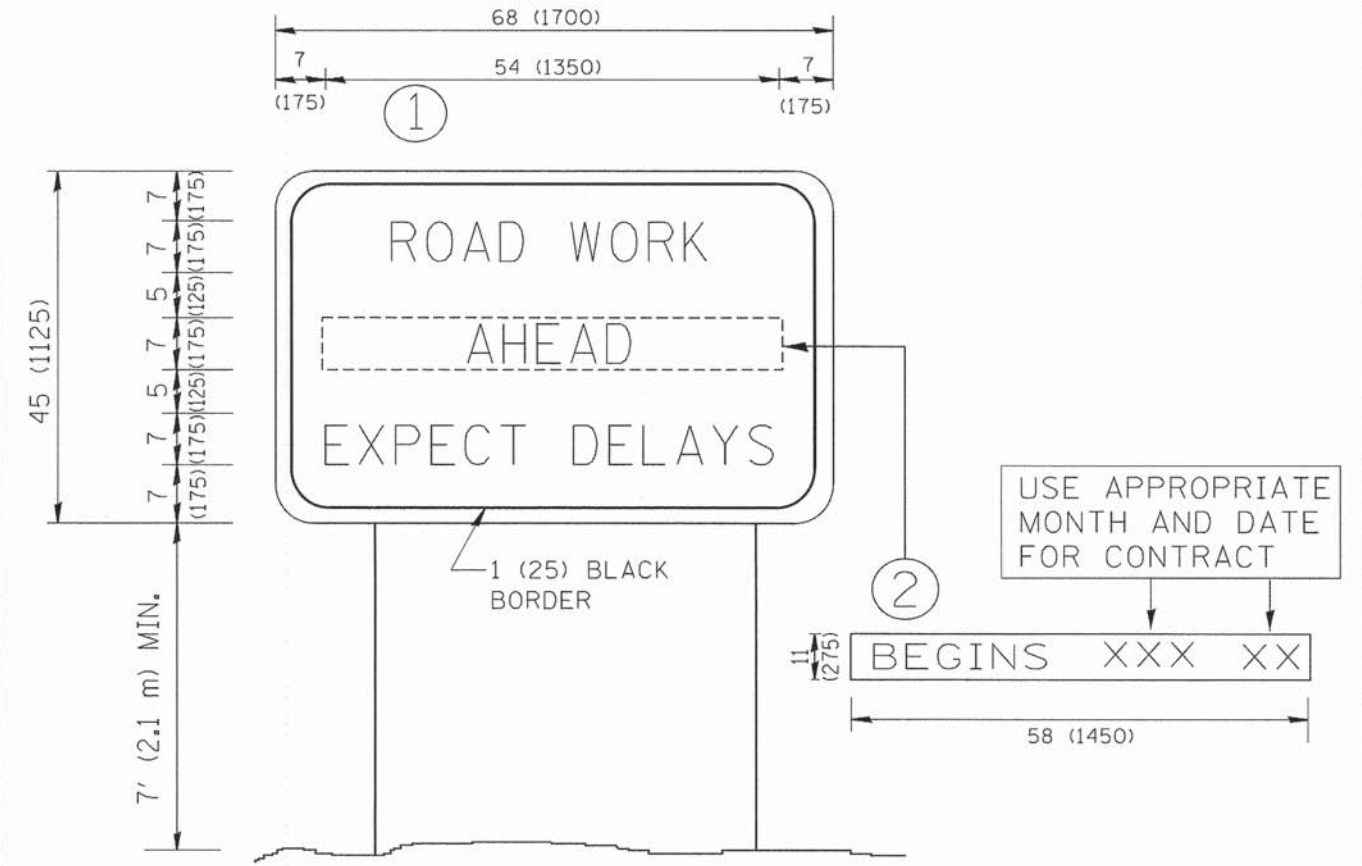 68 (1700)
7
54 (1350)
7
(175)
(175)
1
45 (1125)
7 (175)
7 (175)
5 (125)
7 (175)
5 (125)
7 (175)
7 (175)
ROAD WORK
AHEAD
EXPECT DELAYS
1 (25) BLACK
BORDER
7' (2.1 m) MIN.
2
USE APPROPRIATE
MONTH AND DATE
FOR CONTRACT
11
(275)
BEGINS XXX XX
58 (1450)